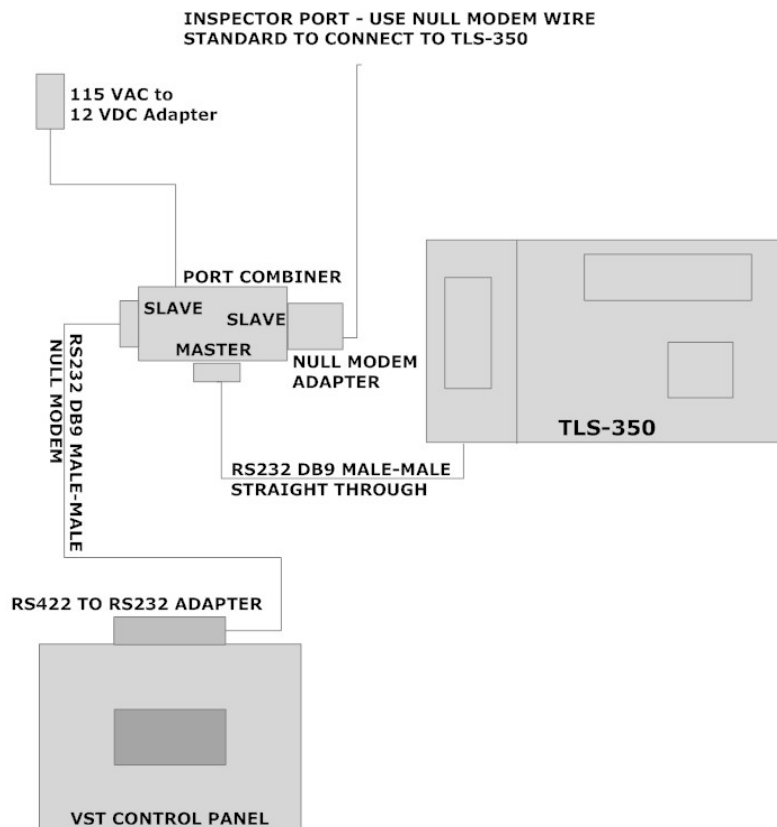 INSPECTOR PORT - USE NULL MODEM WIRE
STANDARD TO CONNECT TO TLS-350
115 VAC to
12 VDC Adapter
PORT COMBINER
SLAVE
SLAVE
MASTER
NULL MODEM
ADAPTER
TLS-350
RS232 DB9 MALE-MALE
STRAIGHT THROUGH
RS232 DB9 MALE-MALE
NULL MODEM
RS422 TO RS232 ADAPTER
VST CONTROL PANEL